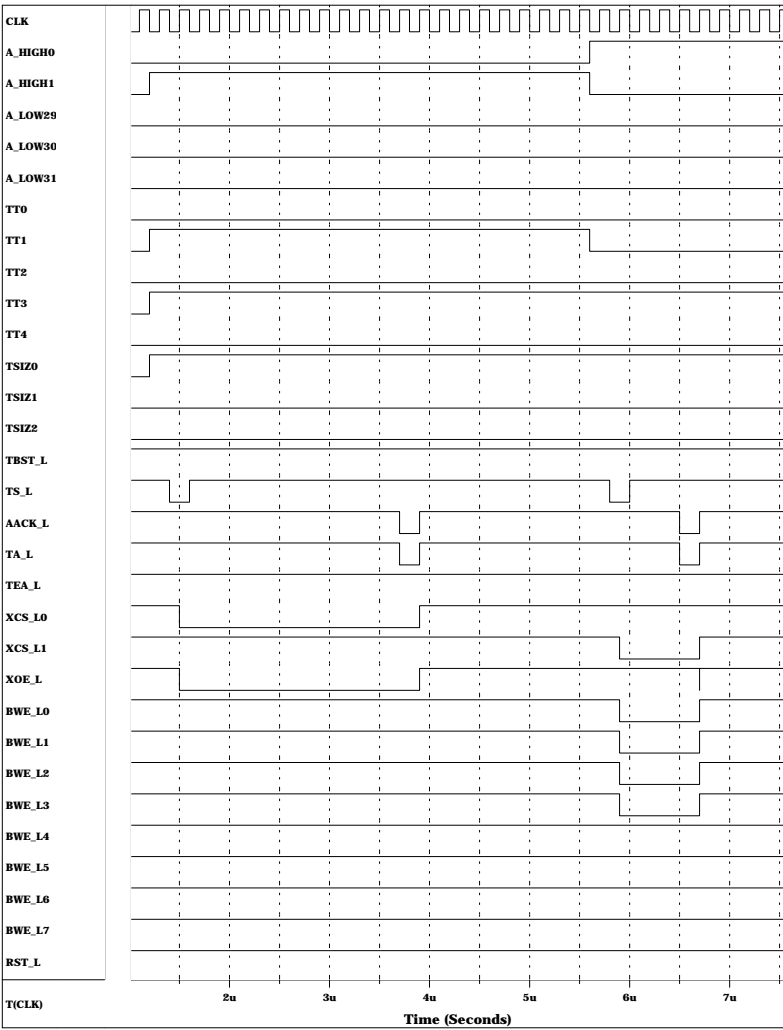 CLK
A_HIGH0
A_HIGH1
A_LOW29
A_LOW30
A_LOW31
TT0
TT1
TT2
TT3
TT4
TSIZ0
TSIZ1
TSIZ2
TBST_L
TS_L
AACK_L
TA_L
TEA_L
XCS_L0
XCS_L1
XOE_L
BWE_L0
BWE_L1
BWE_L2
BWE_L3
BWE_L4
BWE_L5
BWE_L6
BWE_L7
RST_L
T(CLK) 2u 3u 4u 5u 6u 7u
Time (Seconds)